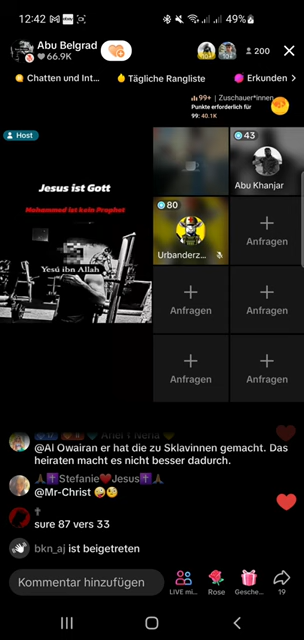 12:42
49%
Abu Belgrad
66.9K
200
Chatten und Int...
Tägliche Rangliste
Erkunden >
99+ | Zuschauer*innen
Punkte erforderlich für
99: 40.1K
Host
Jesus ist Gott
Mohammed ist kein Prophet
Yesú ibn Allah
43
Abu Khanjar
80
Urbanderz...
Anfragen
Anfragen
Anfragen
Anfragen
Anfragen
Anfragen
@Al Owairan er hat die zu Sklavinnen gemacht. Das
heiraten macht es nicht besser dadurch.
Stefanie Jesus
@Mr-Christ
sure 87 vers 33
bkn_aj ist beigetreten
Kommentar hinzufügen
LIVE mi...
Rose
Gesche...
19